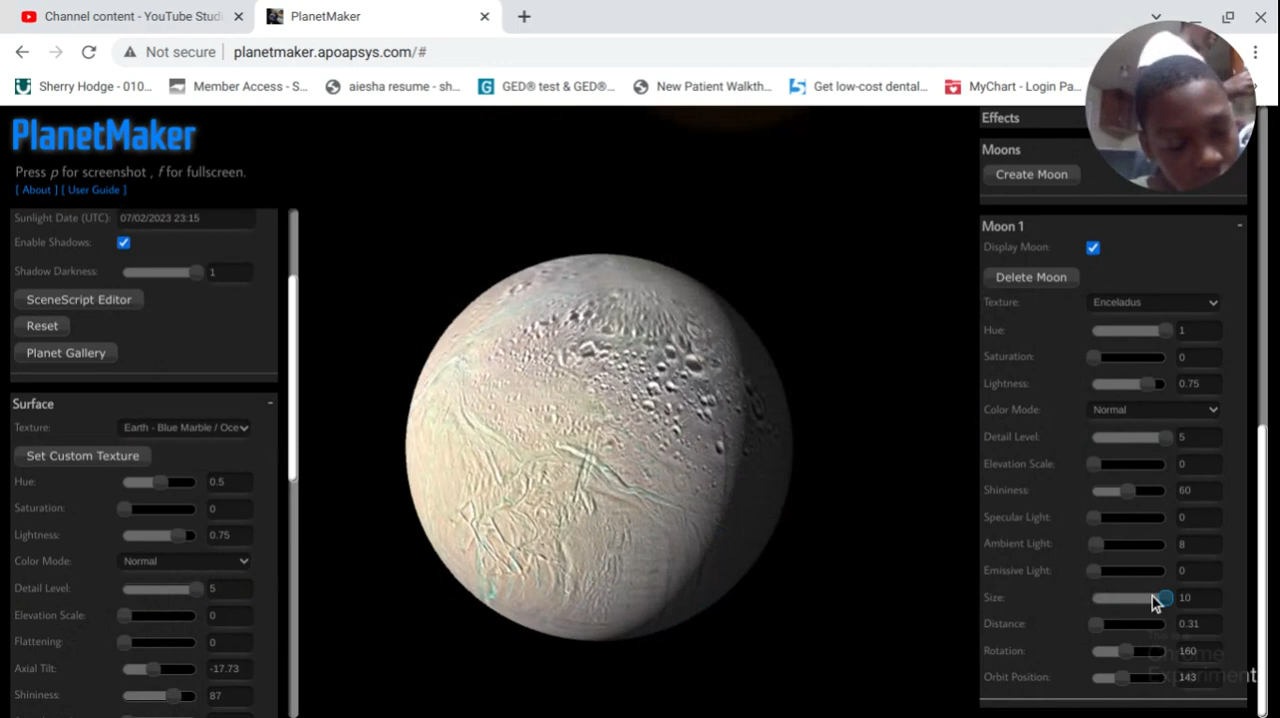 Channel content - YouTube Studi
PlanetMaker
Not secure planetmaker.apoapsys.com/#
Sherry Hodge - 010...
Member Access - S...
aiesha resume - sh...
GED® test & GED®...
New Patient Walkth...
Get low-cost dental...
MyChart - Login Pa...
PlanetMaker
Press p for screenshot , f for fullscreen.
[ About ] [ User Guide ]
Sunlight Date (UTC): 07/02/2023 23:15
Enable Shadows:
Shadow Darkness: 1
SceneScript Editor
Reset
Planet Gallery
Surface -
Texture: Earth - Blue Marble / Oce
Set Custom Texture
Hue: 0.5
Saturation: 0
Lightness: 0.75
Color Mode: Normal
Detail Level: 5
Elevation Scale: 0
Flattening: 0
Axial Tilt: -17.73
Shininess: 87
Effects
Moons
Create Moon
Moon 1 -
Display Moon:
Delete Moon
Texture: Enceladus
Hue: 1
Saturation: 0
Lightness: 0.75
Color Mode: Normal
Detail Level: 5
Elevation Scale: 0
Shininess: 60
Specular Light: 0
Ambient Light: 8
Emissive Light: 0
Size: 10
Distance: 0.31
Rotation: 160
Orbit Position: 143
This is a
Chrome
Experiment